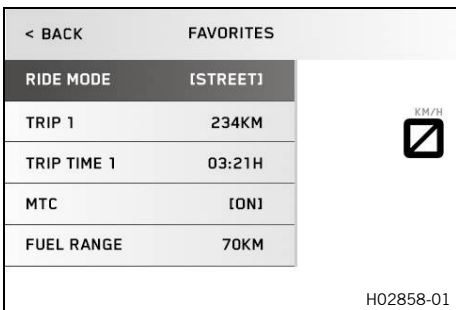 < BACK FAVORITES
RIDE MODE [STREET]
TRIP 1 234KM
TRIP TIME 1 03:21H
MTC [ON]
FUEL RANGE 70KM
KM/H
0
H02858-01